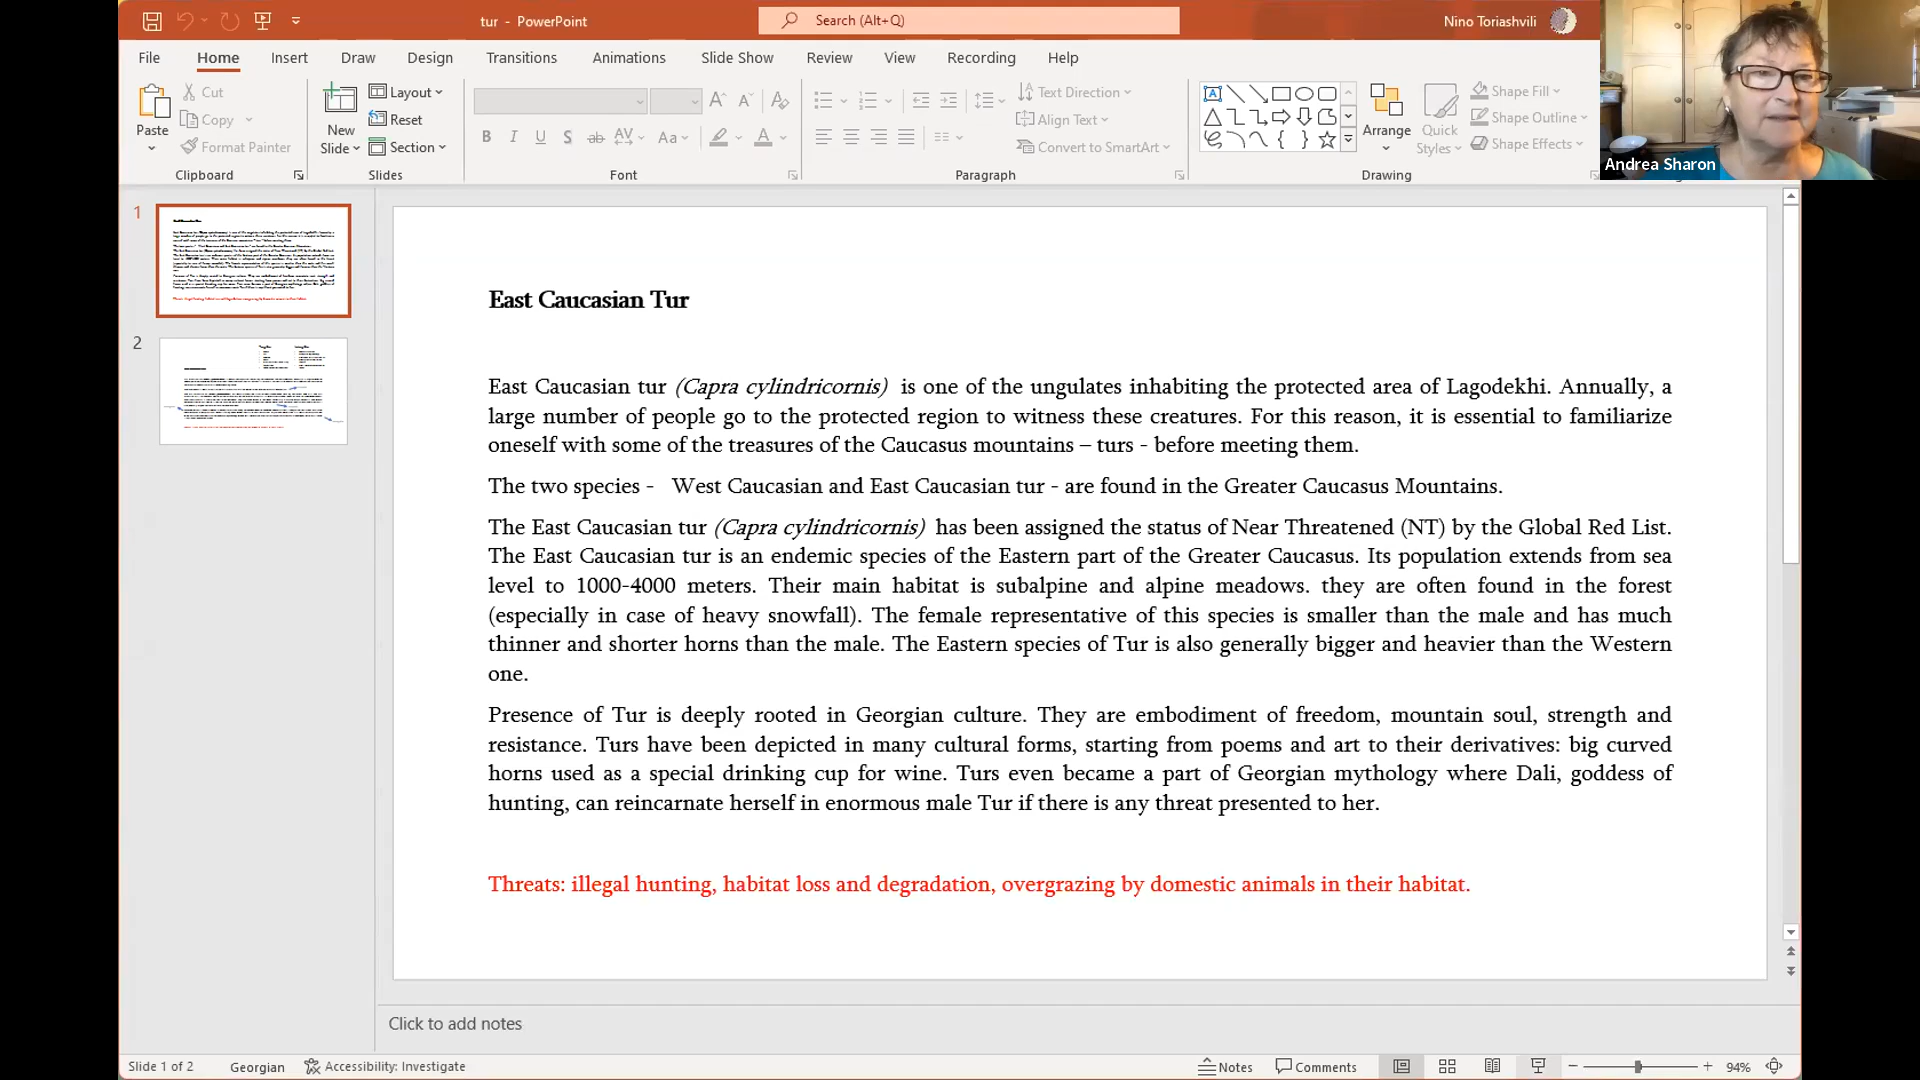 tur - PowerPoint
Search (Alt+Q)
Nino Toriashvili
File Home Insert Draw Design Transitions Animations Slide Show Review View Recording Help
Paste
Cut
Copy
Format Painter
Clipboard
New Slide
Layout
Reset
Section
Slides
B I U S ab AV Aa A
Font
Text Direction
Align Text
Convert to SmartArt
Paragraph
Arrange
Quick Styles
Shape Fill
Shape Outline
Shape Effects
Drawing
Andrea Sharon
1
2
East Caucasian Tur
East Caucasian tur (Capra cylindricornis) is one of the ungulates inhabiting the protected area of Lagodekhi. Annually, a
large number of people go to the protected region to witness these creatures. For this reason, it is essential to familiarize
oneself with some of the treasures of the Caucasus mountains – turs - before meeting them.
The two species - West Caucasian and East Caucasian tur - are found in the Greater Caucasus Mountains.
The East Caucasian tur (Capra cylindricornis) has been assigned the status of Near Threatened (NT) by the Global Red List.
The East Caucasian tur is an endemic species of the Eastern part of the Greater Caucasus. Its population extends from sea
level to 1000-4000 meters. Their main habitat is subalpine and alpine meadows. they are often found in the forest
(especially in case of heavy snowfall). The female representative of this species is smaller than the male and has much
thinner and shorter horns than the male. The Eastern species of Tur is also generally bigger and heavier than the Western
one.
Presence of Tur is deeply rooted in Georgian culture. They are embodiment of freedom, mountain soul, strength and
resistance. Turs have been depicted in many cultural forms, starting from poems and art to their derivatives: big curved
horns used as a special drinking cup for wine. Turs even became a part of Georgian mythology where Dali, goddess of
hunting, can reincarnate herself in enormous male Tur if there is any threat presented to her.
Threats: illegal hunting, habitat loss and degradation, overgrazing by domestic animals in their habitat.
Click to add notes
Slide 1 of 2 Georgian Accessibility: Investigate Notes Comments 94%